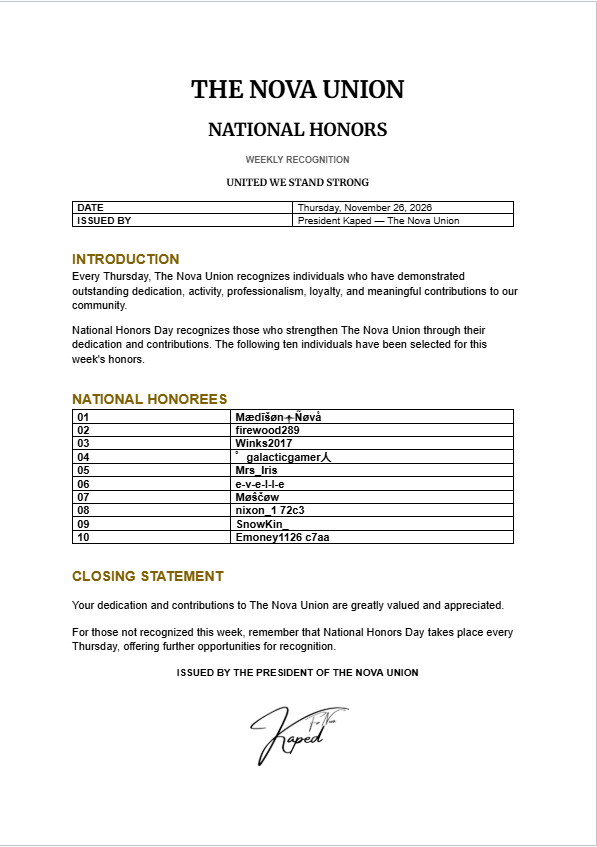 THE NOVA UNION
NATIONAL HONORS
WEEKLY RECOGNITION
UNITED WE STAND STRONG
DATE Thursday, November 26, 2026
ISSUED BY President Kaped — The Nova Union
INTRODUCTION
Every Thursday, The Nova Union recognizes individuals who have demonstrated
outstanding dedication, activity, professionalism, loyalty, and meaningful contributions to our
community.
National Honors Day recognizes those who strengthen The Nova Union through their
dedication and contributions. The following ten individuals have been selected for this
week's honors.
NATIONAL HONOREES
01 Mædïšøn✈Ñøvå
02 firewood289
03 Winks2017
04 ﾟ galacticgamer人
05 Mrs_Iris
06 e-v-e-l-l-e
07 Møŝčøw
08 nixon_1 72c3
09 SnowKin_
10 Emoney1126 c7aa
CLOSING STATEMENT
Your dedication and contributions to The Nova Union are greatly valued and appreciated.
For those not recognized this week, remember that National Honors Day takes place every
Thursday, offering further opportunities for recognition.
ISSUED BY THE PRESIDENT OF THE NOVA UNION
Kaped